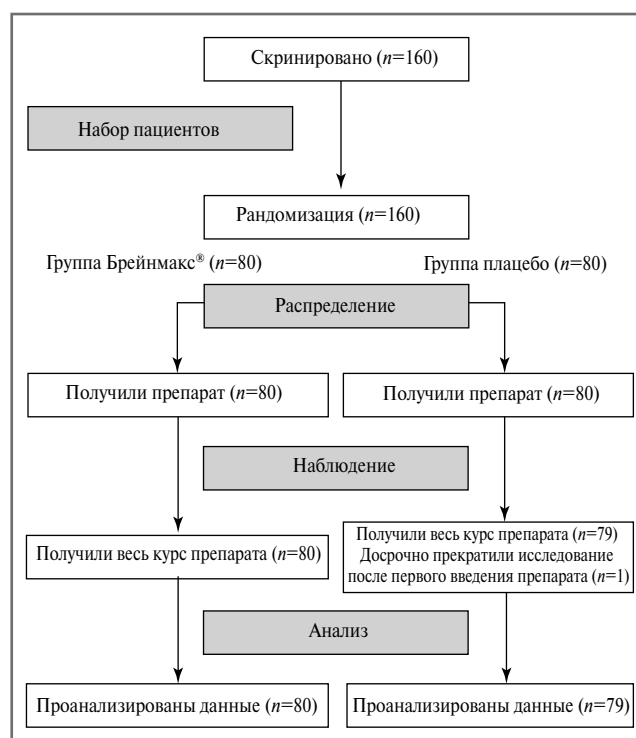 Скринировано (n=160)
Набор пациентов
Рандомизация (n=160)
Группа Брейнмакс® (n=80)
Группа плацебо (n=80)
Распределение
Получили препарат (n=80)
Получили препарат (n=80)
Наблюдение
Получили весь курс препарата (n=80)
Получили весь курс препарата (n=79)
Досрочно прекратили исследование
после первого введения препарата (n=1)
Анализ
Проанализированы данные (n=80)
Проанализированы данные (n=79)